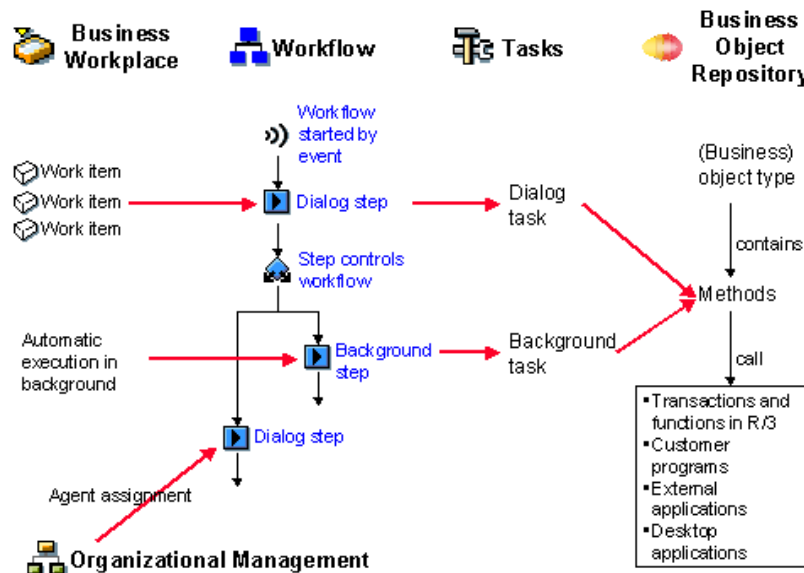 Business
Workplace
Workflow
Tasks
Business
Object
Repository
Workflow
started by
event
Work item
Work item
Work item
Dialog step
Dialog
task
(Business)
object type
contains
Step controls
workflow
Methods
Automatic
execution in
background
Background
step
Background
task
call
Dialog step
Agent assignment
▪Transactions and
functions in R/3
▪Customer
programs
▪External
applications
▪Desktop
applications
Organizational Management